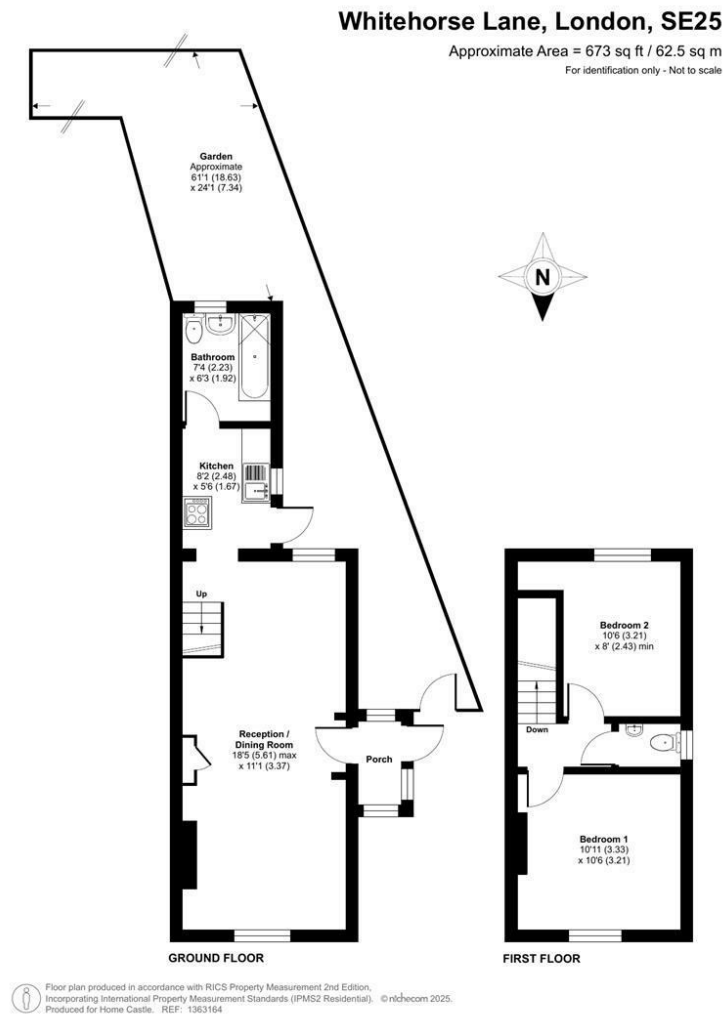 Whitehorse Lane, London, SE25
Approximate Area = 673 sq ft / 62.5 sq m
For identification only - Not to scale
Garden
Approximate
61'1 (18.63)
x 24'1 (7.34)
N
Bathroom
7'4 (2.23)
x 6'3 (1.92)
Kitchen
8'2 (2.48)
x 5'6 (1.67)
Up
Bedroom 2
10'6 (3.21)
x 8' (2.43) min
Down
Reception /
Dining Room
18'5 (5.61) max
x 11'1 (3.37)
Porch
Bedroom 1
10'11 (3.33)
x 10'6 (3.21)
GROUND FLOOR
FIRST FLOOR
Floor plan produced in accordance with RICS Property Measurement 2nd Edition,
Incorporating International Property Measurement Standards (IPMS2 Residential). © nichecom 2025.
Produced for Home Castle. REF: 1363164